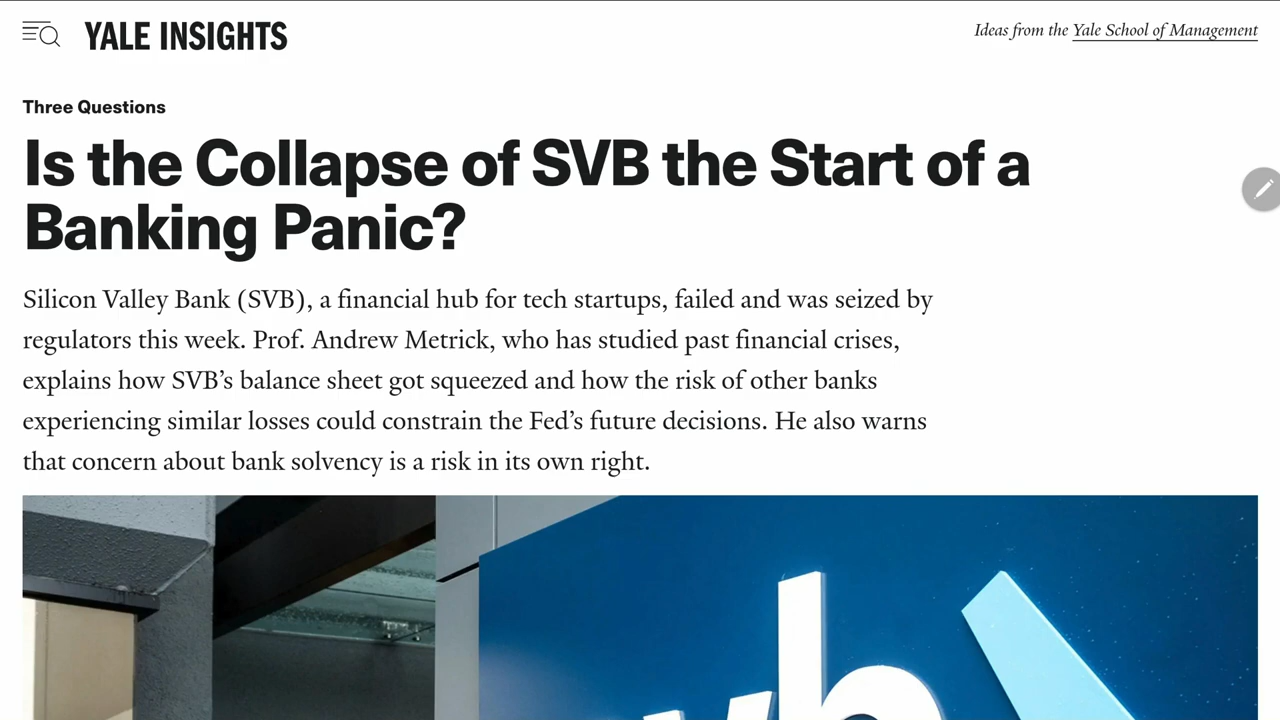 YALE INSIGHTS
Ideas from the Yale School of Management
Three Questions
Is the Collapse of SVB the Start of a
Banking Panic?
Silicon Valley Bank (SVB), a financial hub for tech startups, failed and was seized by
regulators this week. Prof. Andrew Metrick, who has studied past financial crises,
explains how SVB’s balance sheet got squeezed and how the risk of other banks
experiencing similar losses could constrain the Fed’s future decisions. He also warns
that concern about bank solvency is a risk in its own right.
vb